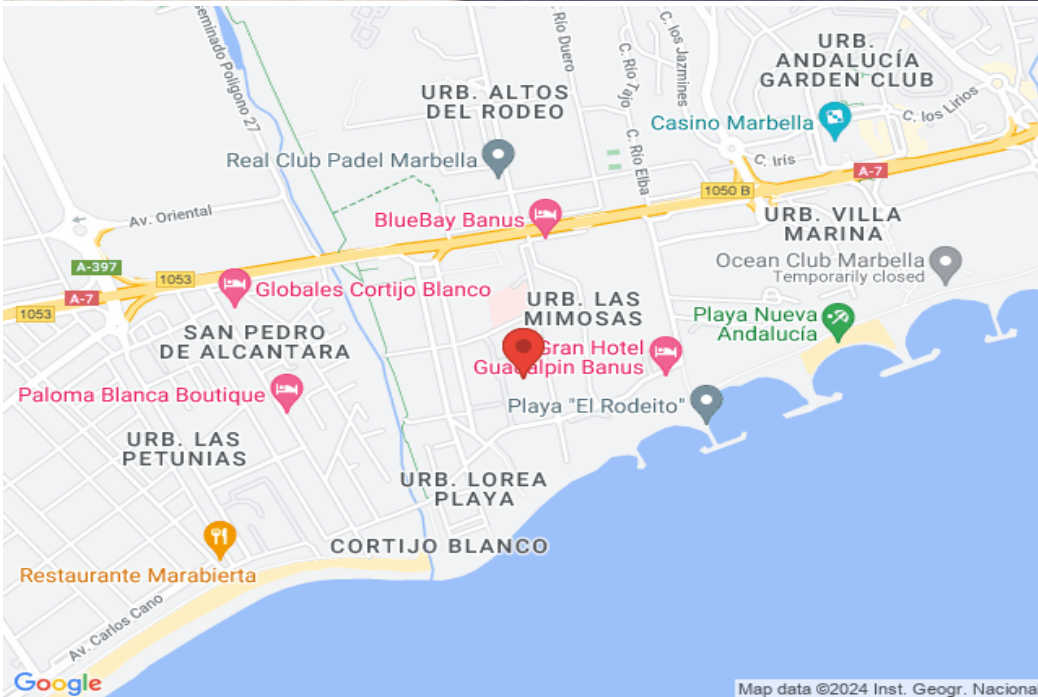 C. Río Duero
C. los Jazmines
URB.
ANDALUCÍA
GARDEN CLUB
URB. ALTOS
DEL RODEO
C. Río Tajo
C. los Lirios
Casino Marbella
Real Club Padel Marbella
C. Río Elba
C. Iris
A-7
1050 B
Av. Oriental
BlueBay Banus
URB. VILLA
MARINA
A-397
1053
Ocean Club Marbella
Temporarily closed
A-7
Globales Cortijo Blanco
1053
URB. LAS
MIMOSAS
Playa Nueva
Andalucía
SAN PEDRO
DE ALCANTARA
Gran Hotel
Banus
Paloma Blanca Boutique
Playa "El Rodeito"
URB. LAS
PETUNIAS
URB. LOREA
PLAYA
CORTIJO BLANCO
Restaurante Marabierta
Av. Carlos Cano
Polígono 27
Google
Map data ©2024 Inst. Geogr. Naciona